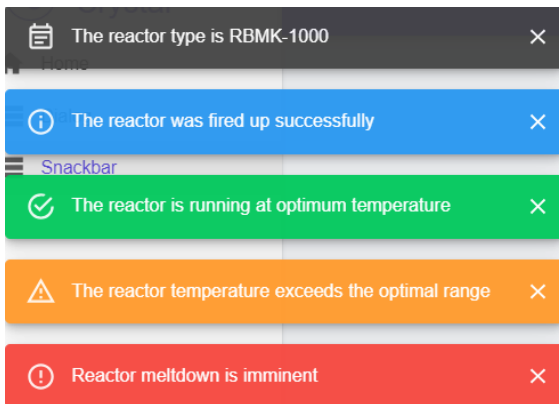 The reactor type is RBMK-1000
Home
The reactor was fired up successfully
Snackbar
The reactor is running at optimum temperature
The reactor temperature exceeds the optimal range
Reactor meltdown is imminent